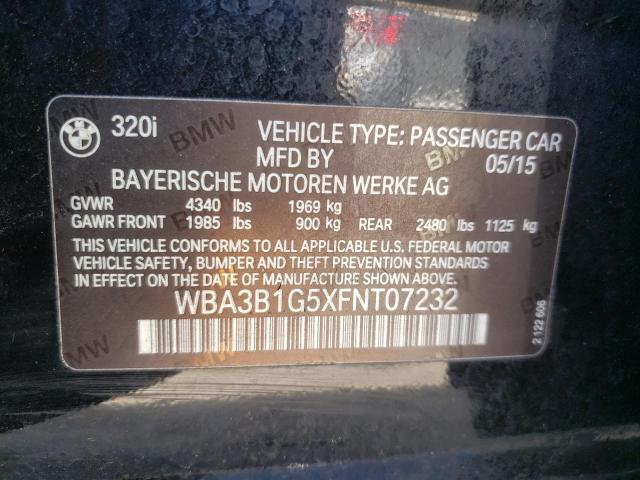 BMW 320i VEHICLE TYPE: PASSENGER CAR
MFD BY 05/15
BAYERISCHE MOTOREN WERKE AG
GVWR 4340 lbs 1969 kg
GAWR FRONT 1985 lbs 900 kg REAR 2480 lbs 1125 kg
THIS VEHICLE CONFORMS TO ALL APPLICABLE U.S. FEDERAL MOTOR
VEHICLE SAFETY, BUMPER AND THEFT PREVENTION STANDARDS
IN EFFECT ON THE DATE OF MANUFACTURE SHOWN ABOVE.
WBA3B1G5XFNT07232
2 122 606